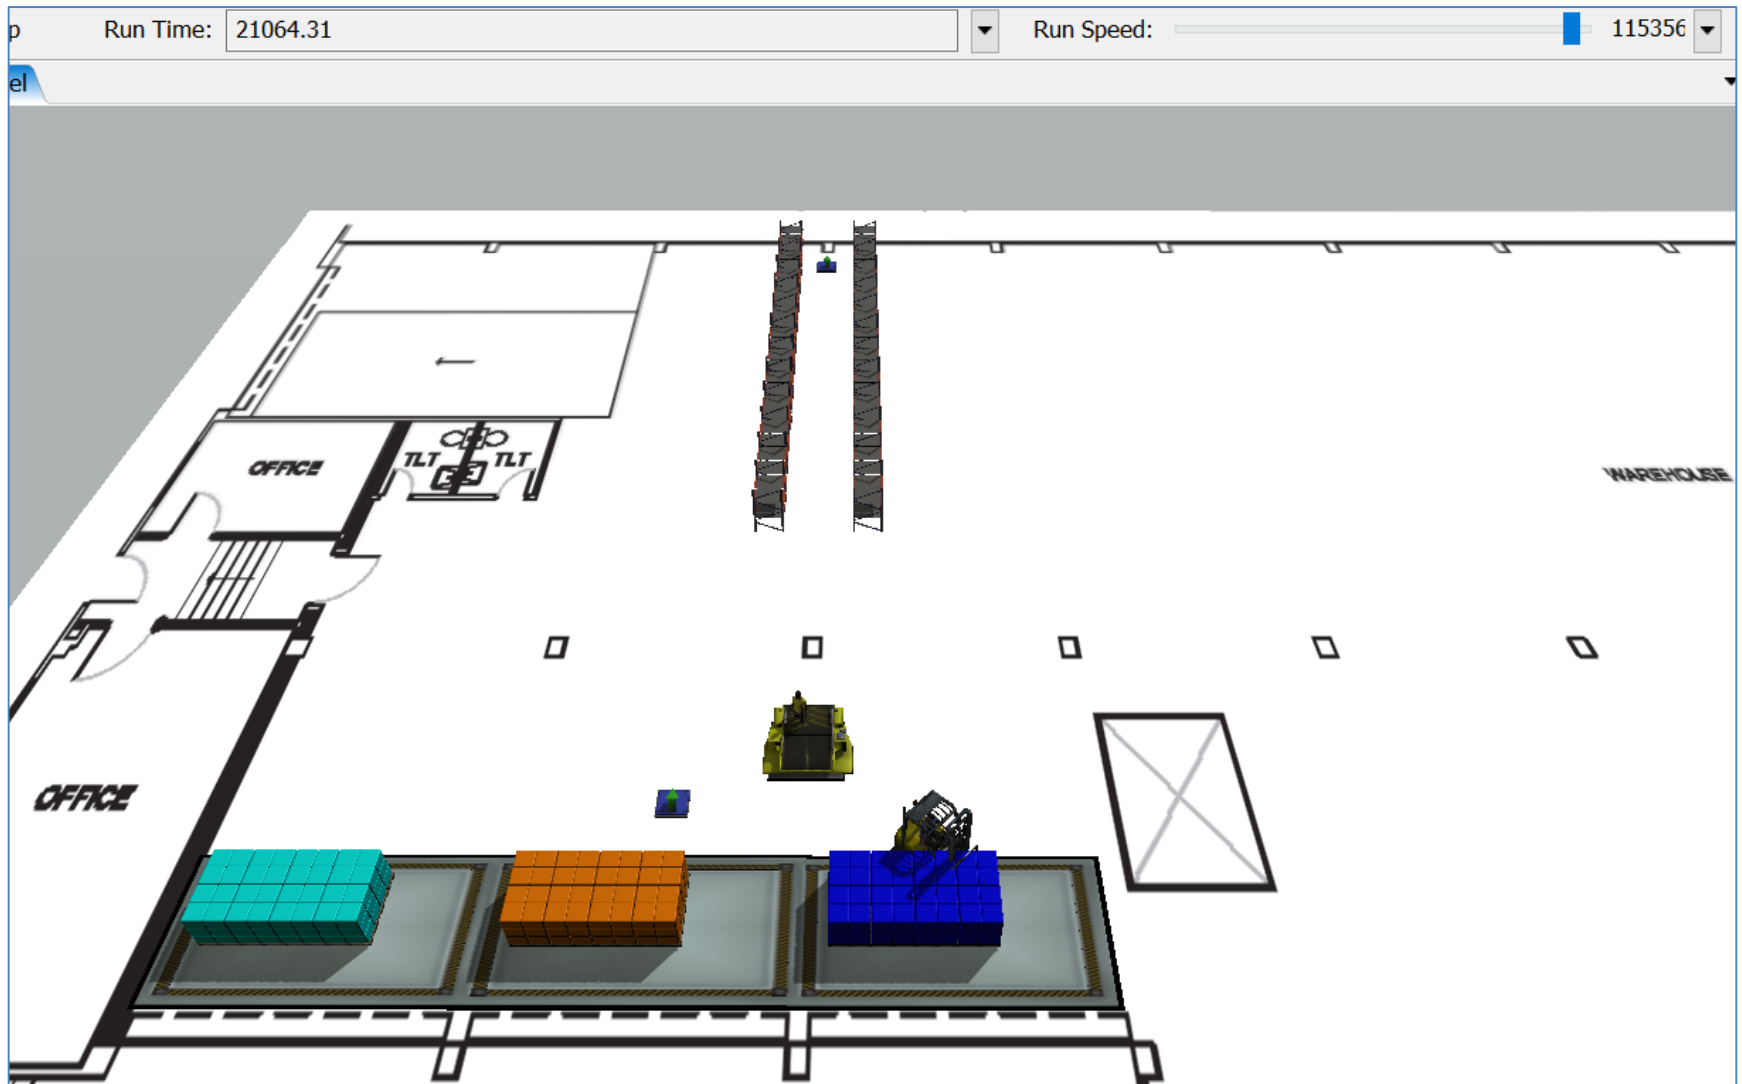 p Run Time: 21064.31 Run Speed: 115356
el
OFFICE
TLT TLT
WAREHOUSE
OFFICE